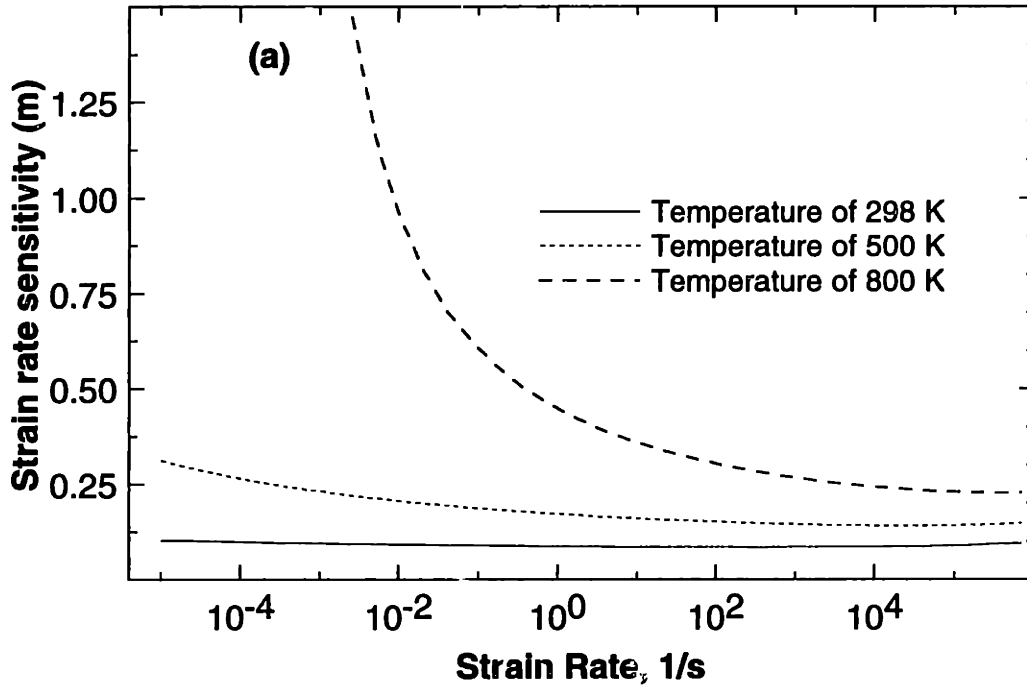 (a)
Strain rate sensitivity (m)
1.25
1.00
0.75
0.50
0.25
Temperature of 298 K
Temperature of 500 K
Temperature of 800 K
10-4
10-2
100
102
104
Strain Rate, 1/s